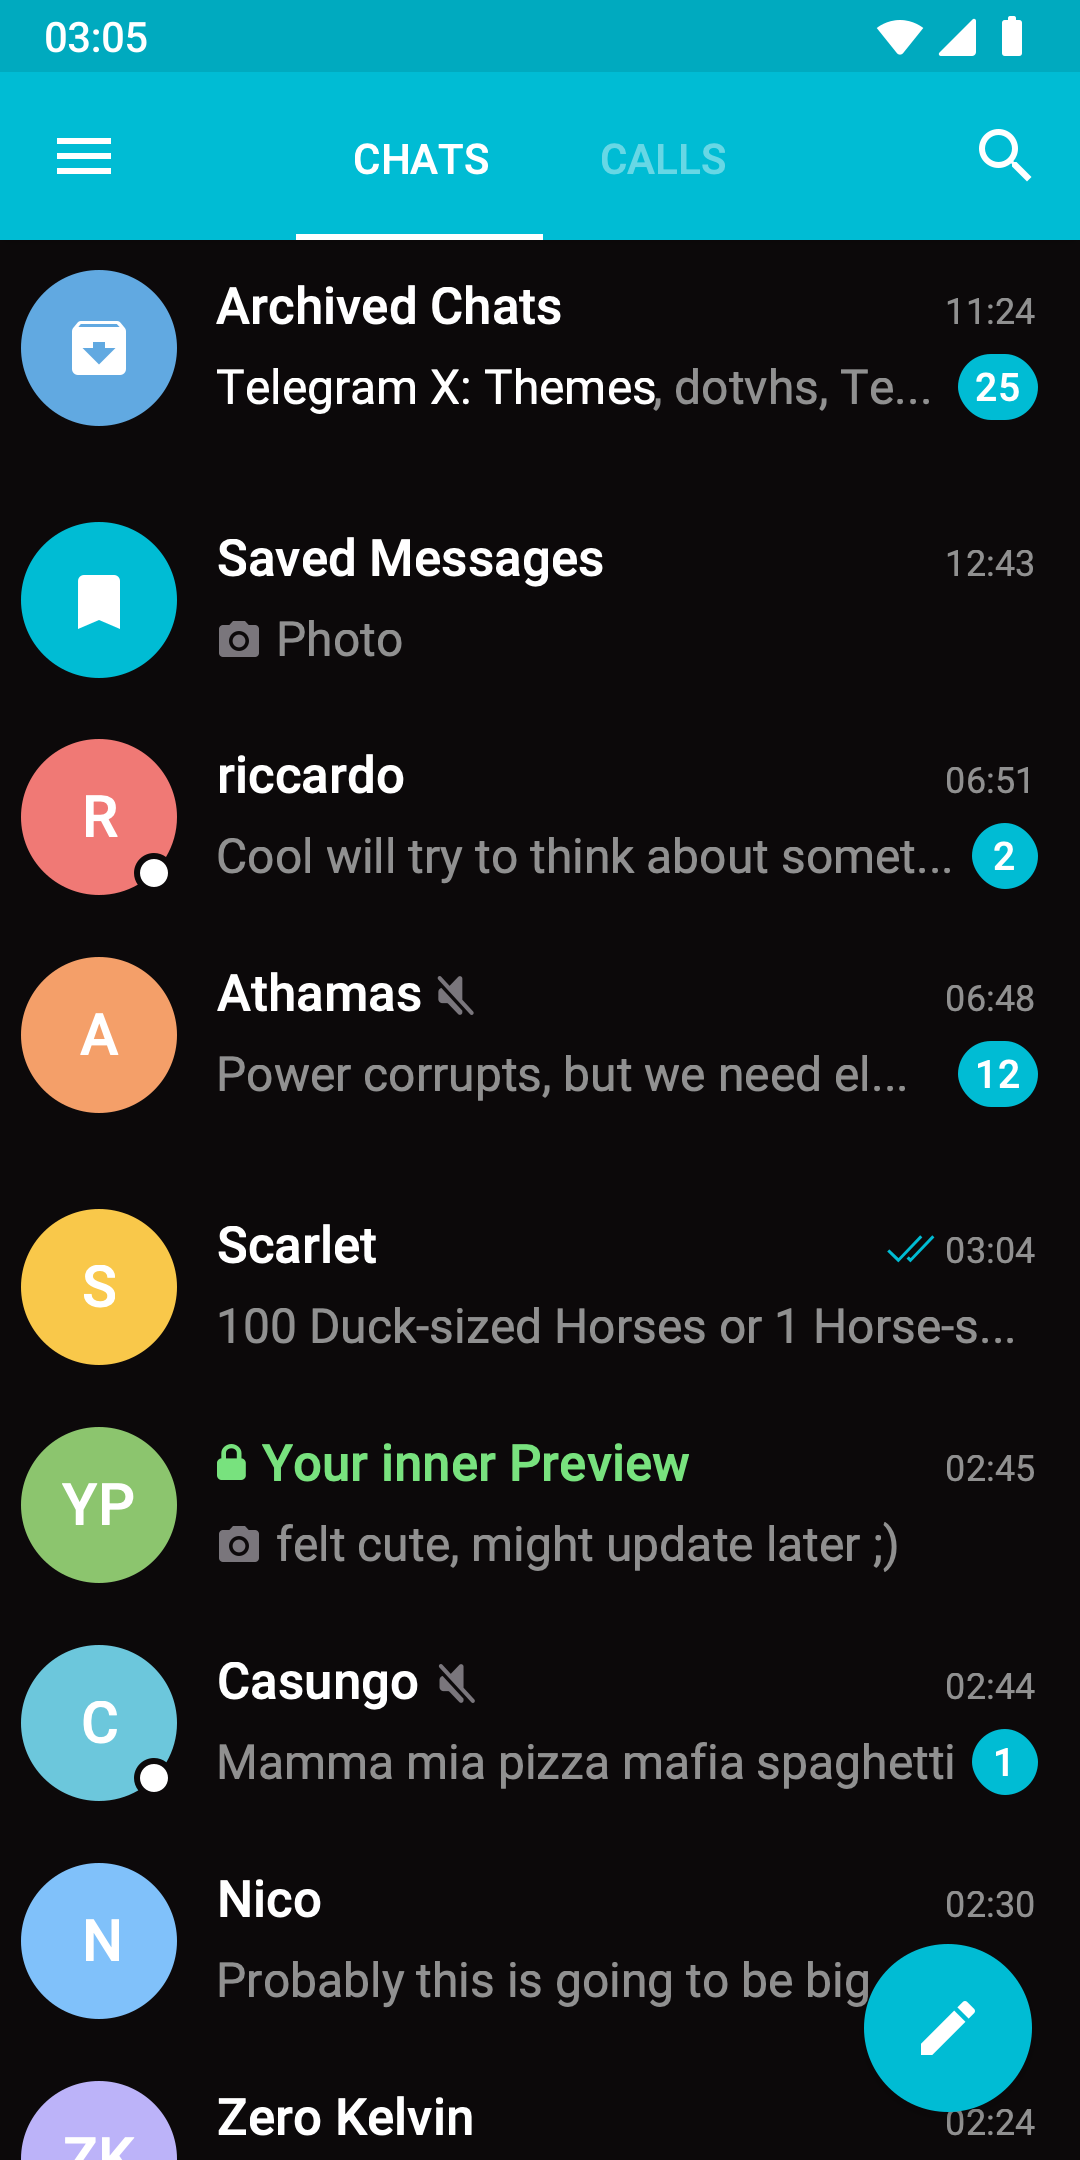 03:05
CHATS CALLS
Archived Chats 11:24
Telegram X: Themes, dotvhs, Te... 25
Saved Messages 12:43
Photo
R riccardo 06:51
Cool will try to think about somet... 2
A Athamas 06:48
Power corrupts, but we need el... 12
S Scarlet 03:04
100 Duck-sized Horses or 1 Horse-s...
YP Your inner Preview 02:45
felt cute, might update later ;)
C Casungo 02:44
Mamma mia pizza mafia spaghetti 1
N Nico 02:30
Probably this is going to be big
ZK Zero Kelvin 02:24